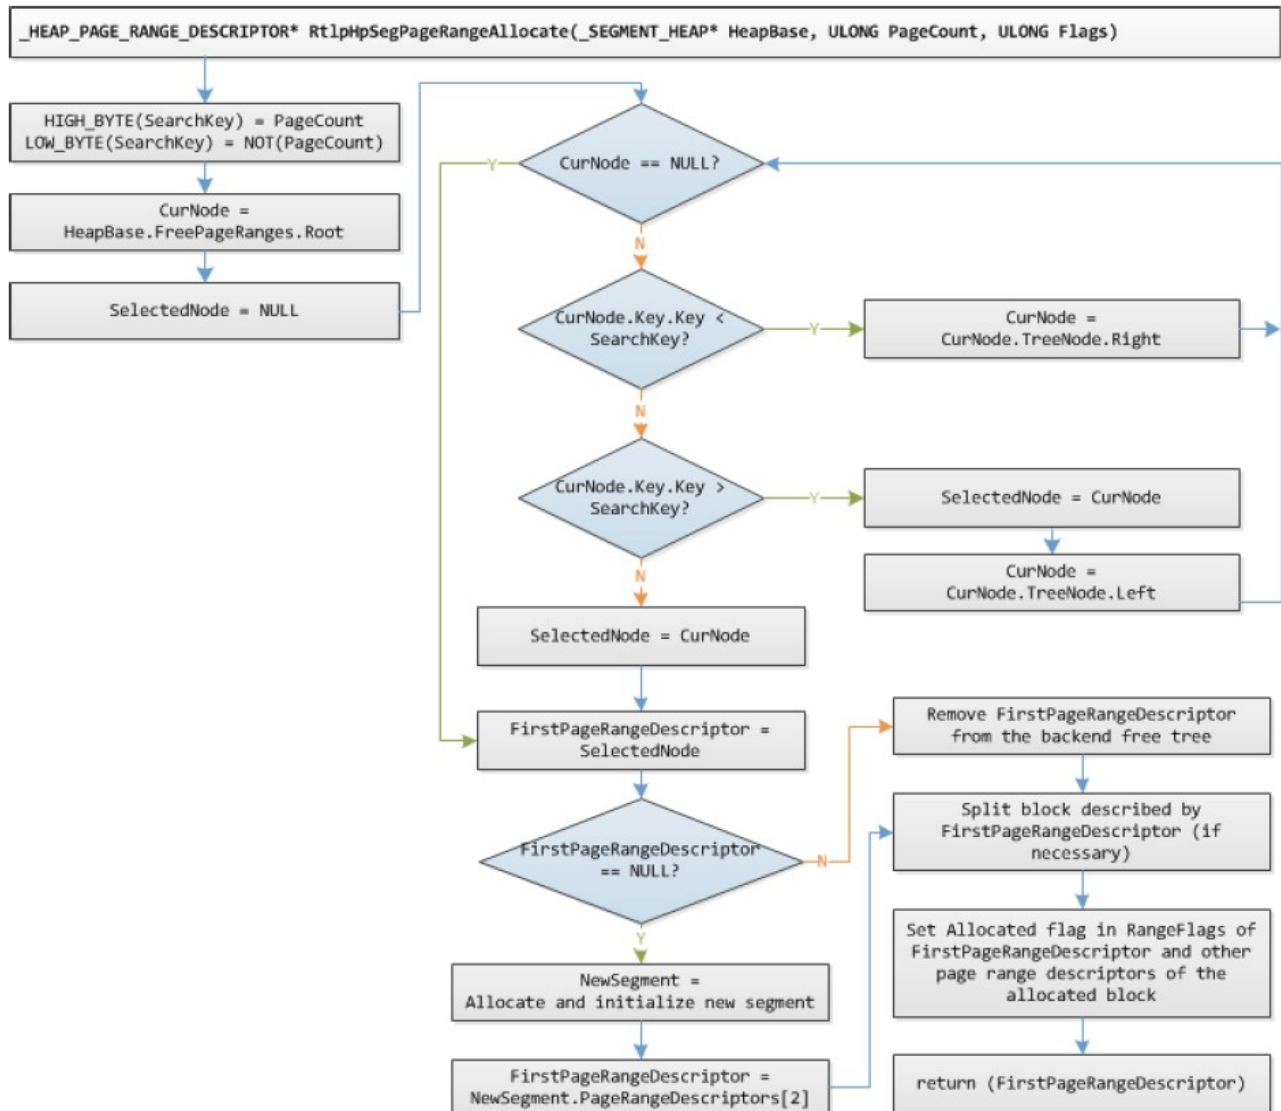 _HEAP_PAGE_RANGE_DESCRIPTOR* RtlpHpSegPageRangeAllocate(_SEGMENT_HEAP* HeapBase, ULONG PageCount, ULONG Flags)
HIGH_BYTE(SearchKey) = PageCount
LOW_BYTE(SearchKey) = NOT(PageCount)
CurNode =
HeapBase.FreePageRanges.Root
SelectedNode = NULL
CurNode == NULL?
Y
N
CurNode.Key.Key <
SearchKey?
Y
CurNode =
CurNode.TreeNode.Right
N
CurNode.Key.Key >
SearchKey?
Y
SelectedNode = CurNode
CurNode =
CurNode.TreeNode.Left
N
SelectedNode = CurNode
FirstPageRangeDescriptor =
SelectedNode
FirstPageRangeDescriptor
== NULL?
N
Remove FirstPageRangeDescriptor
from the backend free tree
Split block described by
FirstPageRangeDescriptor (if
necessary)
Set Allocated flag in RangeFlags of
FirstPageRangeDescriptor and other
page range descriptors of the
allocated block
return (FirstPageRangeDescriptor)
Y
NewSegment =
Allocate and initialize new segment
FirstPageRangeDescriptor =
NewSegment.PageRangeDescriptors[2]